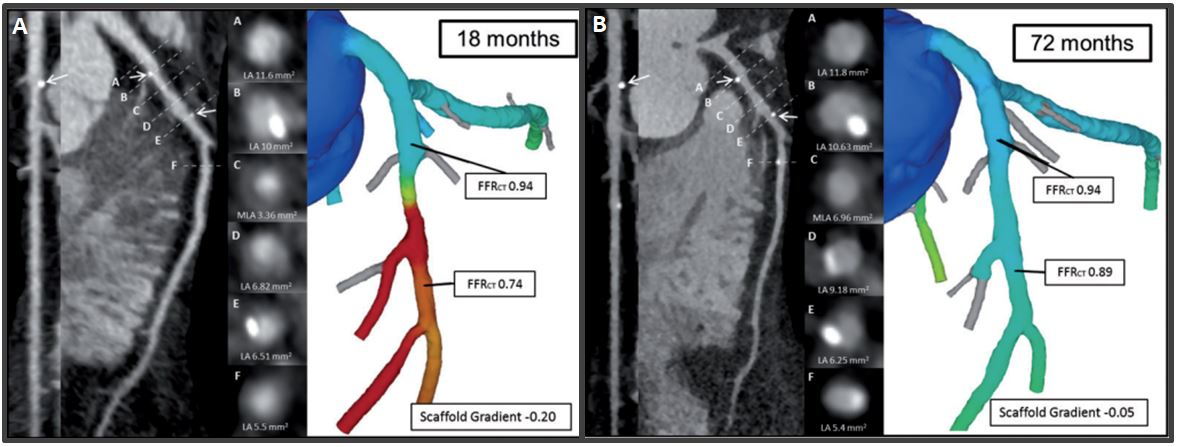 A
18 months
A
B
C
D
E
F
A
LA 11.6 mm²
B
LA 10 mm²
C
MLA 3.36 mm²
D
LA 6.82 mm²
E
LA 6.51 mm²
F
LA 5.5 mm²
FFRCT 0.94
FFRCT 0.74
Scaffold Gradient -0.20
B
72 months
A
B
C
D
E
F
A
LA 11.8 mm²
B
LA 10.63 mm²
C
MLA 6.96 mm²
D
LA 9.18 mm²
E
LA 6.25 mm²
F
LA 5.4 mm²
FFRCT 0.94
FFRCT 0.89
Scaffold Gradient -0.05